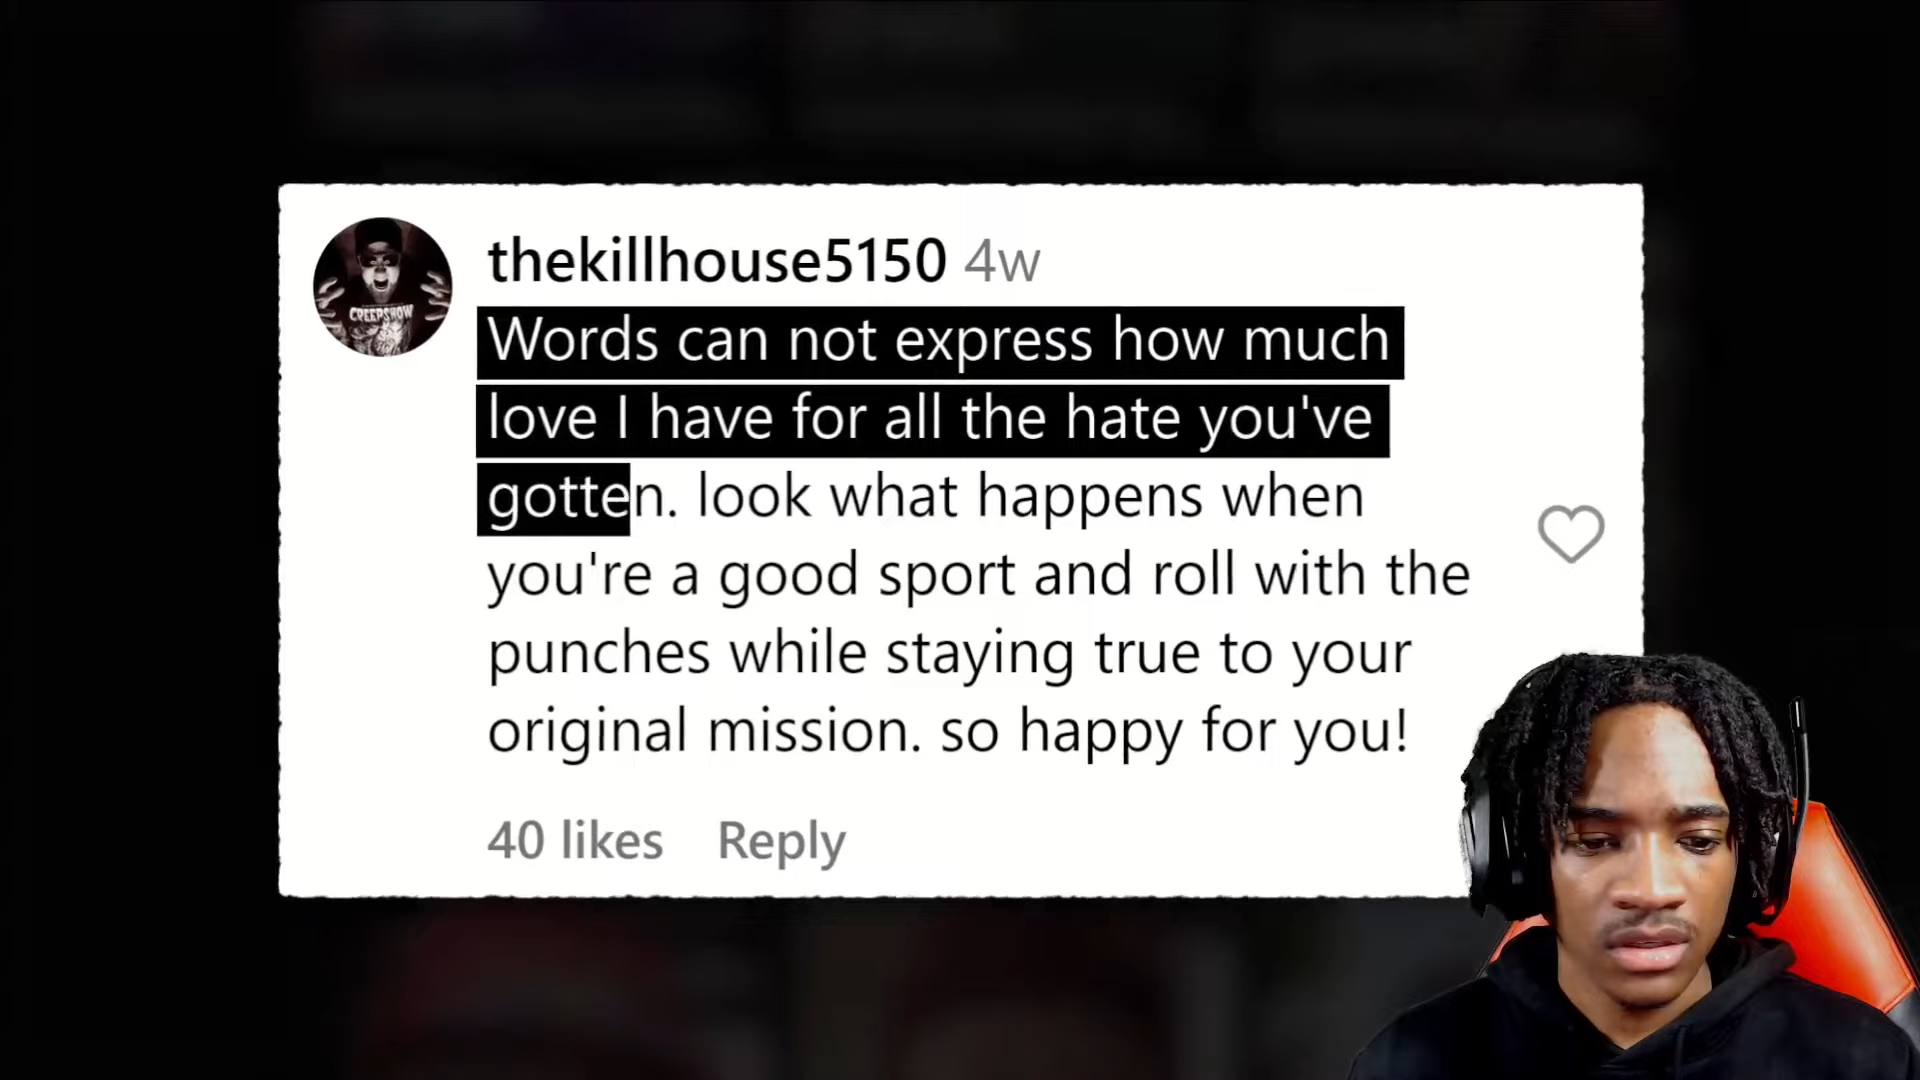 thekillhouse5150 4w
CREEPSHOW
Words can not express how much
love I have for all the hate you've
gotten. look what happens when
you're a good sport and roll with the
punches while staying true to your
original mission. so happy for you!
40 likes Reply